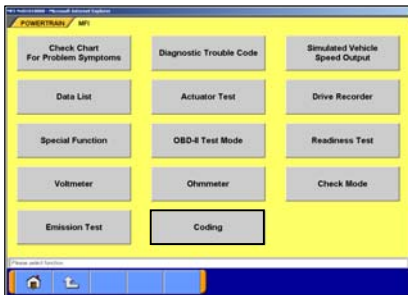 POWERTRAIN / MFI
Check Chart
For Problem Symptoms
Diagnostic Trouble Code
Simulated Vehicle
Speed Output
Data List
Actuator Test
Drive Recorder
Special Function
OBD-II Test Mode
Readiness Test
Voltmeter
Ohmmeter
Check Mode
Emission Test
Coding
Please select function